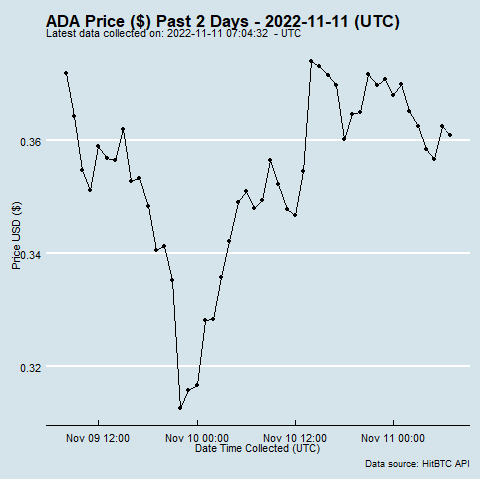 ADA Price ($) Past 2 Days - 2022-11-11 (UTC)
Latest data collected on: 2022-11-11 07:04:32 - UTC
Price USD ($)
0.36
0.34
0.32
Nov 09 12:00
Nov 10 00:00
Nov 10 12:00
Nov 11 00:00
Date Time Collected (UTC)
Data source: HitBTC API